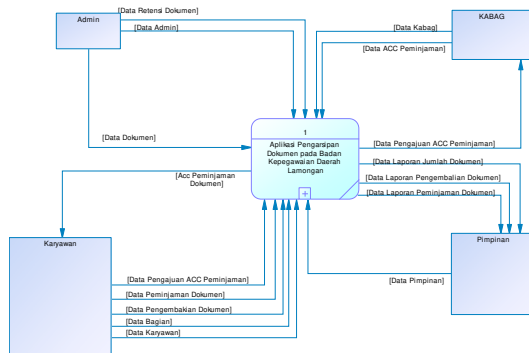 [Data Retensi Dokumen]
Admin
[Data Admin]
KABAG
[Data Kabag]
[Data ACC Peminjaman]
[Data Dokumen]
1
Aplikasi Pengarsipan
Dokumen pada Badan
Kepegawaian Daerah
Lamongan
[Data Pengajuan ACC Peminjaman]
[Data Laporan Jumlah Dokumen]
[Data Laporan Pengembalian Dokumen]
[Data Laporan Peminjaman Dokumen]
[Acc Peminjaman
Dokumen]
Karyawan
Pimpinan
[Data Pengajuan ACC Peminjaman]
[Data Peminjaman Dokumen]
[Data Pengembakian Dokumen]
[Data Bagian]
[Data Karyawan]
[Data Pimpinan]